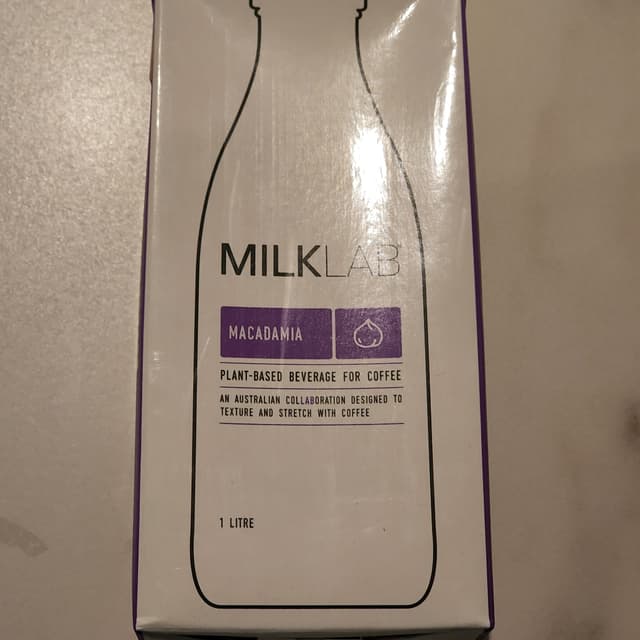 MILKLAB
MACADAMIA
PLANT-BASED BEVERAGE FOR COFFEE
AN AUSTRALIAN COLLABORATION DESIGNED TO
TEXTURE AND STRETCH WITH COFFEE
1 LITRE